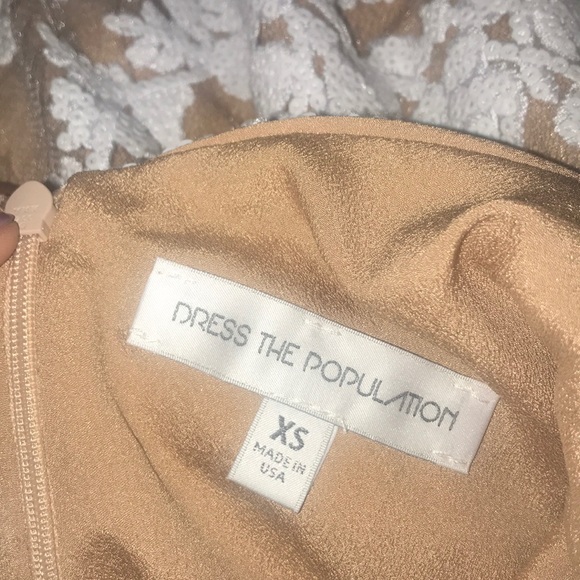 DRESS THE POPULATION
XS
MADE IN
USA